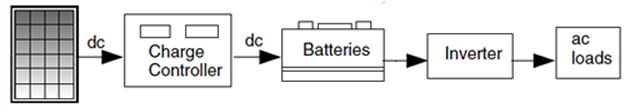 dc
Charge
Controller
dc
Batteries
Inverter
ac
loads